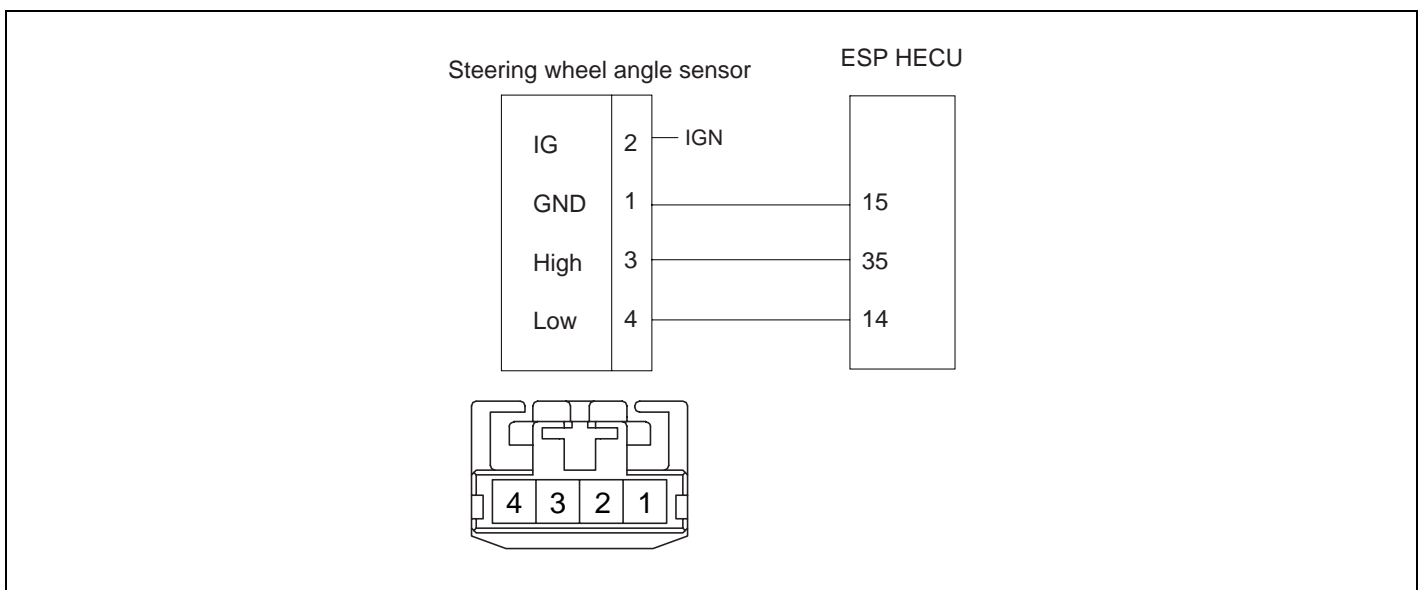 ESP HECU
Steering wheel angle sensor
IG 2 IGN
GND 1 15
High 3 35
Low 4 14
4 3 2 1